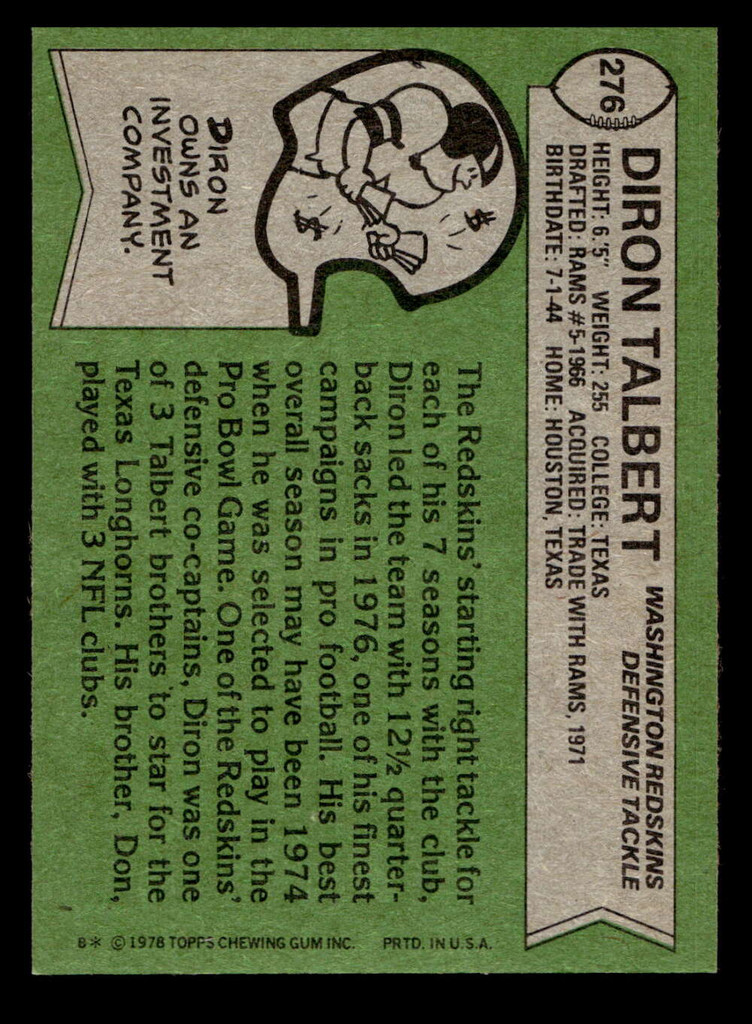 276
DIRON TALBERT
WASHINGTON REDSKINS
DEFENSIVE TACKLE
HEIGHT: 6.'5" WEIGHT: 255 COLLEGE: TEXAS
DRAFTED: RAMS #5-1966 ACQUIRED: TRADE WITH RAMS, 1971
BIRTHDATE: 7-1-44 HOME: HOUSTON, TEXAS
DIRON
OWNS AN
INVESTMENT
COMPANY.
$
$
$
The Redskins' starting right tackle for
each of his 7 seasons with the club,
Diron led the team with 12½ quarter-
back sacks in 1976, one of his finest
campaigns in pro football. His best
overall season may have been 1974
when he was selected to play in the
Pro Bowl Game. One of the Redskins'
defensive co-captains, Diron was one
of 3 Talbert brothers to star for the
Texas Longhorns. His brother, Don,
played with 3 NFL clubs.
B* © 1978 TOPPS CHEWING GUM INC. PRTD. IN U.S.A.